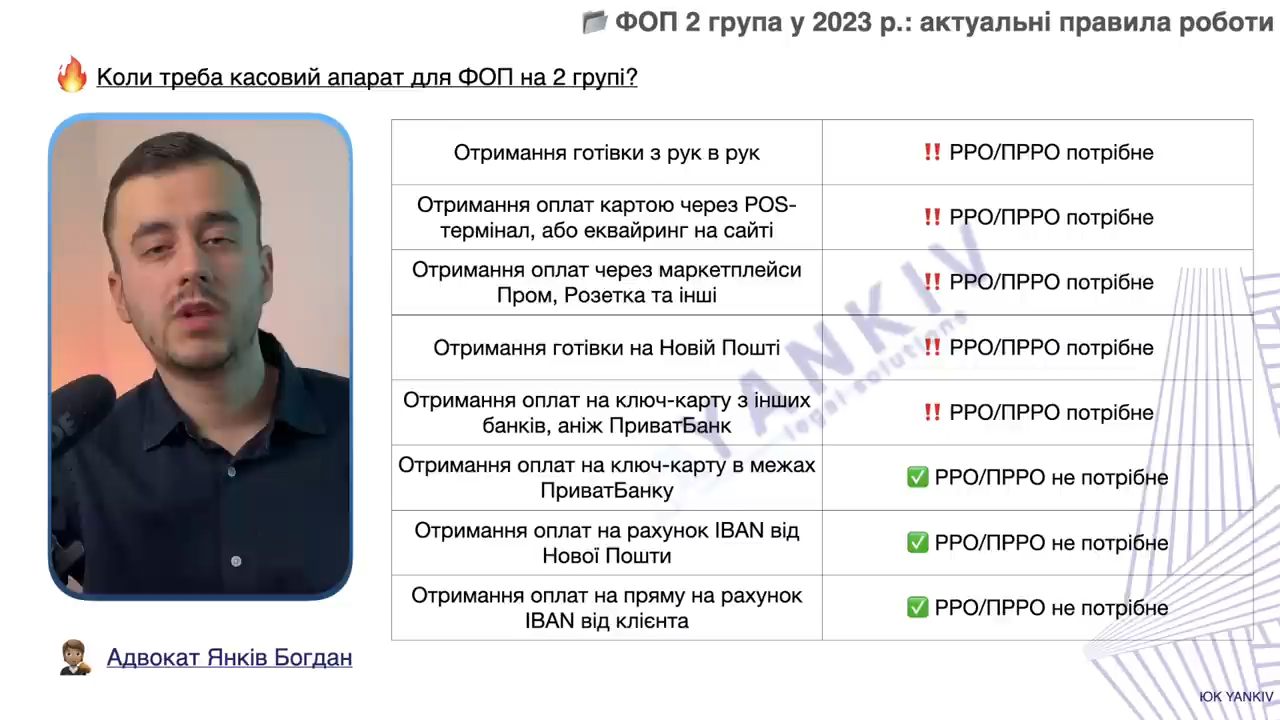 ФОП 2 група у 2023 р.: актуальні правила роботи
Коли треба касовий апарат для ФОП на 2 групі?
Отримання готівки з рук в рук
‼️ РРО/ПРРО потрібне
Отримання оплат картою через POS-
термінал, або еквайринг на сайті
‼️ РРО/ПРРО потрібне
Отримання оплат через маркетплейси
Пром, Розетка та інші
‼️ РРО/ПРРО потрібне
Отримання готівки на Новій Пошті
‼️ РРО/ПРРО потрібне
Отримання оплат на ключ-карту з інших
банків, аніж ПриватБанк
‼️ РРО/ПРРО потрібне
Отримання оплат на ключ-карту в межах
ПриватБанку
✅ РРО/ПРРО не потрібне
Отримання оплат на рахунок IBAN від
Нової Пошти
✅ РРО/ПРРО не потрібне
Отримання оплат на пряму на рахунок
IBAN від клієнта
✅ РРО/ПРРО не потрібне
YANKIV
legal solutions
Адвокат Янків Богдан
ЮК YANKIV